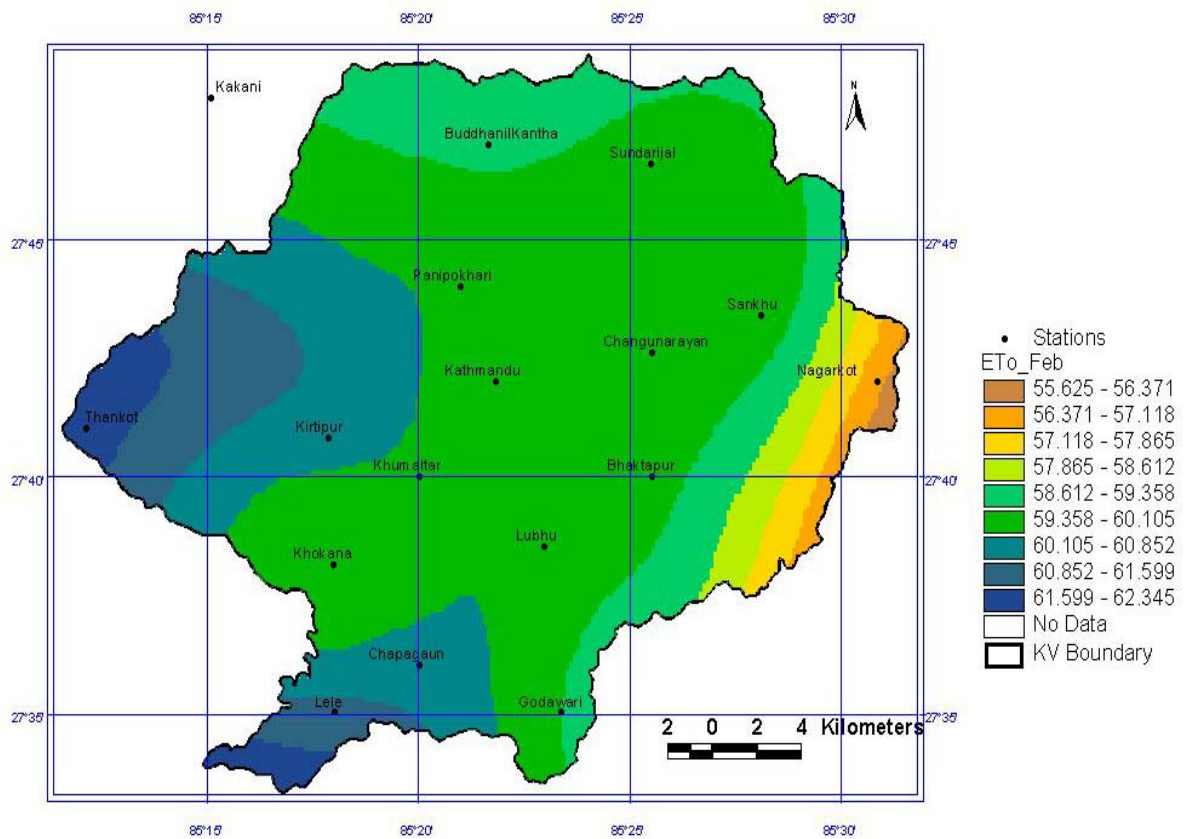 85°15' 85°20' 85°25' 85°30'
Kakani
N
BuddhanilKantha
Sundarijal
27°45' 27°45'
Panipokhari
Sankhu
Changunarayan
Kathmandu
Nagarkot
Thankot
Kirtipur
Khumaltar
Bhaktapur
27°40' 27°40'
Lubhu
Khokana
Chapagaun
Lele
Godawari
27°35' 27°35'
2 0 2 4 Kilometers
85°15' 85°20' 85°25' 85°30'
Stations
ETo_Feb
55.625 - 56.371
56.371 - 57.118
57.118 - 57.865
57.865 - 58.612
58.612 - 59.358
59.358 - 60.105
60.105 - 60.852
60.852 - 61.599
61.599 - 62.345
No Data
KV Boundary